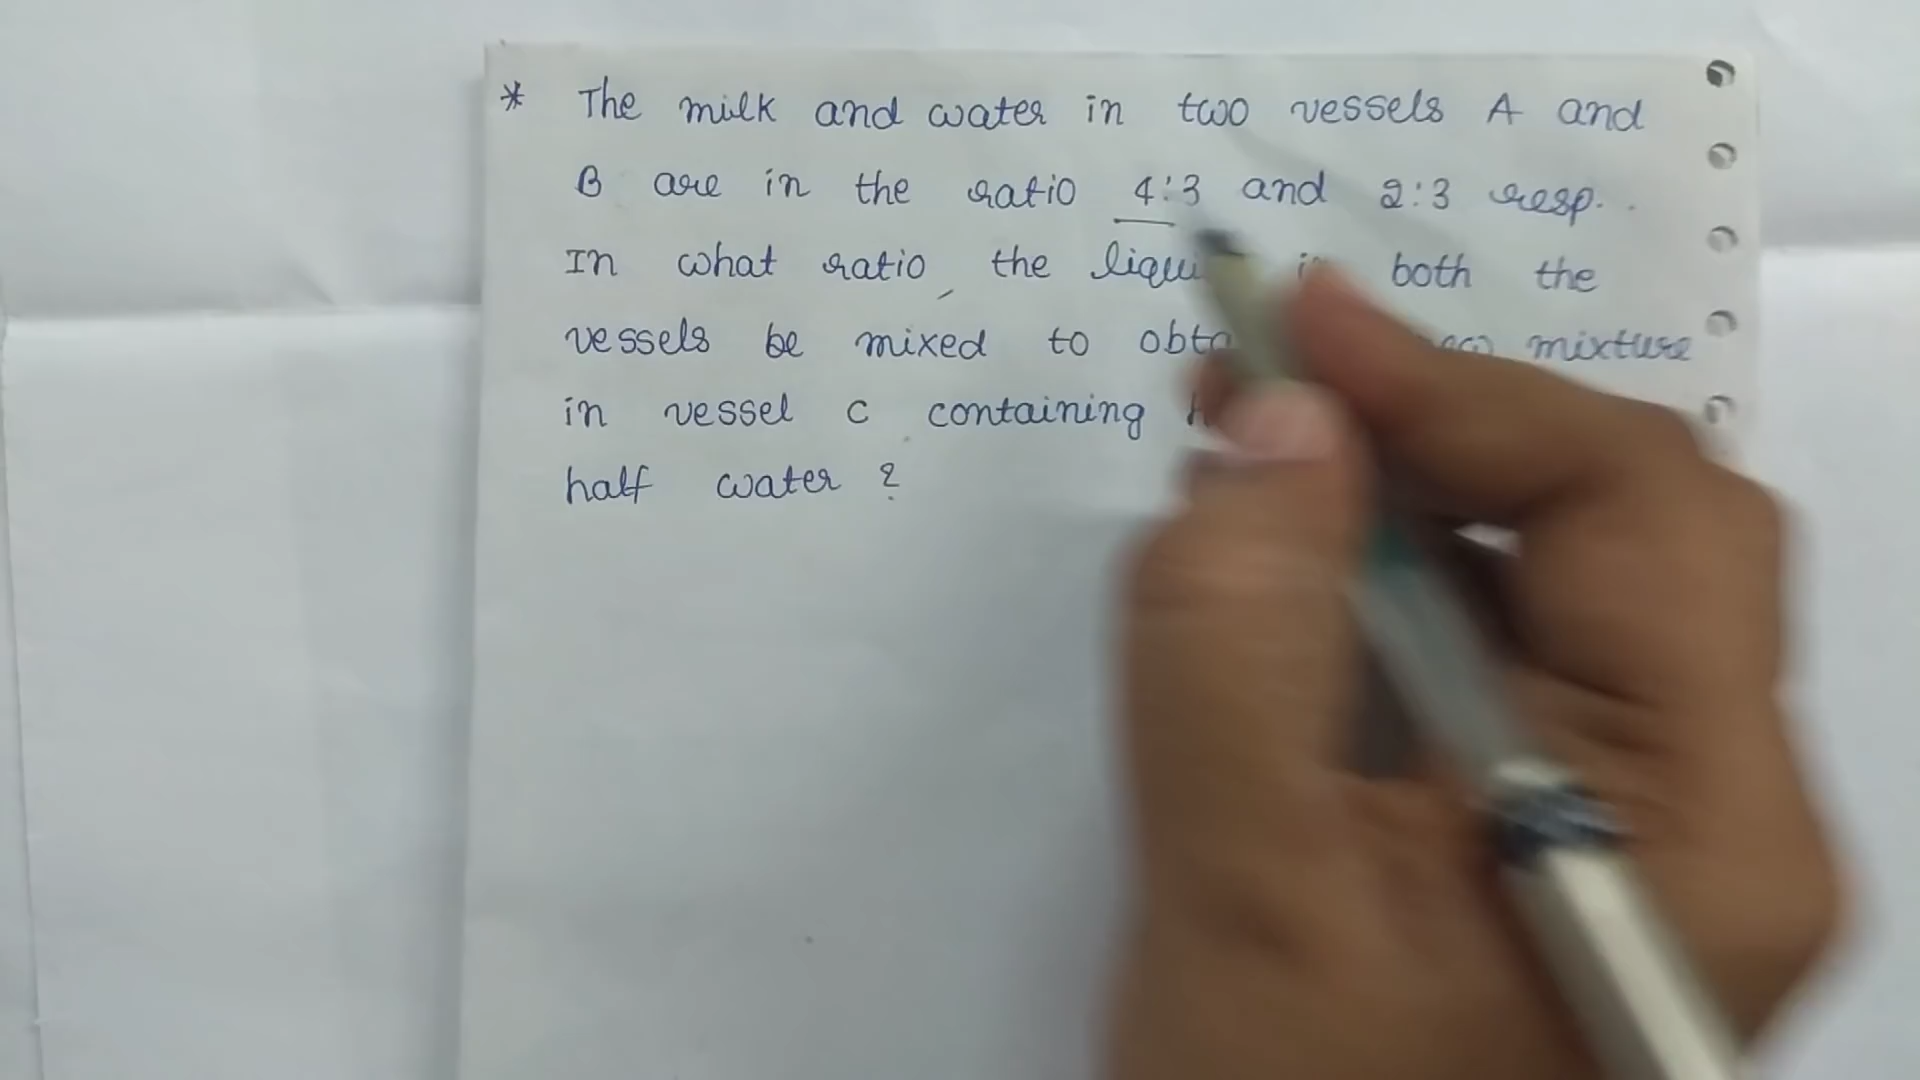 * The milk and water in two vessels A and
B are in the ratio 4:3 and 2:3 resp..
In what ratio, the in both the
vessels be mixed to mixture
in vessel C containing
half water ?